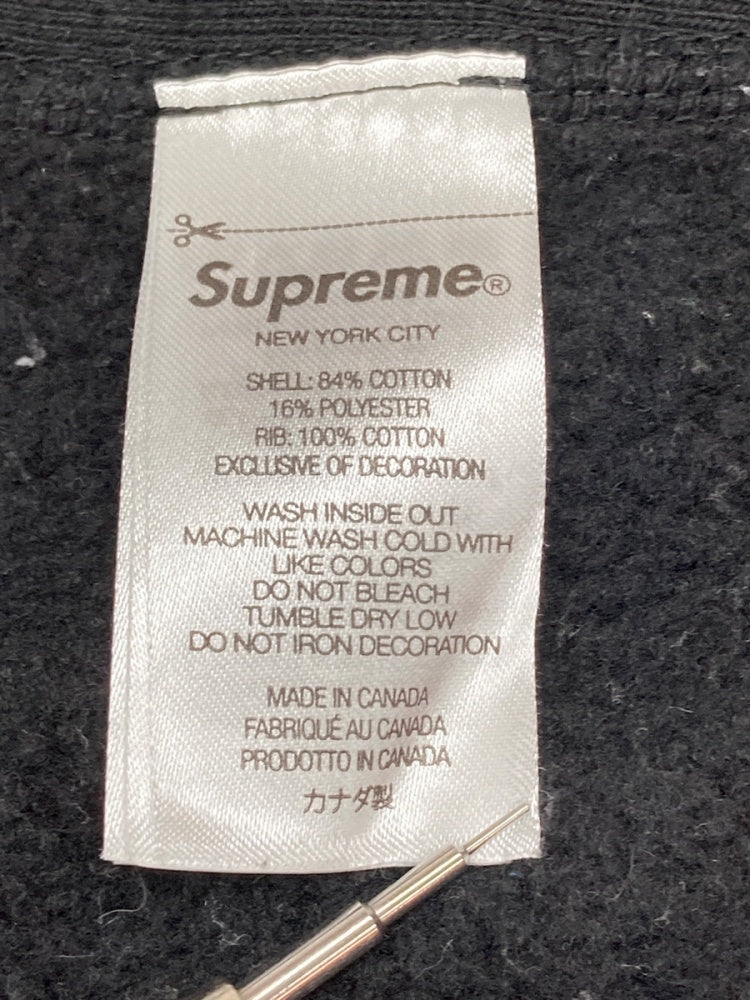 Supreme®
NEW YORK CITY
SHELL: 84% COTTON
16% POLYESTER
RIB: 100% COTTON
EXCLUSIVE OF DECORATION
WASH INSIDE OUT
MACHINE WASH COLD WITH
LIKE COLORS
DO NOT BLEACH
TUMBLE DRY LOW
DO NOT IRON DECORATION
MADE IN CANADA
FABRIQUÉ AU CANADA
PRODOTTO IN CANADA
カナダ製